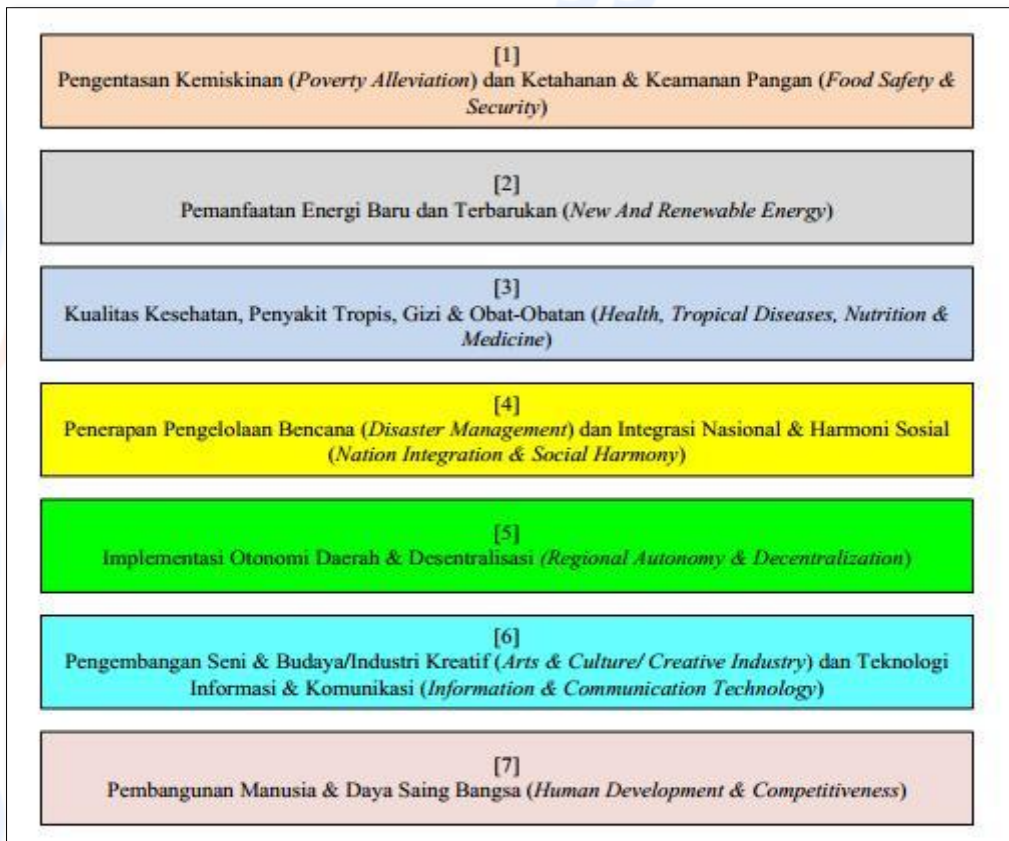 [1]
Pengentasan Kemiskinan (Poverty Alleviation) dan Ketahanan & Keamanan Pangan (Food Safety &
Security)
[2]
Pemanfaatan Energi Baru dan Terbarukan (New And Renewable Energy)
[3]
Kualitas Kesehatan, Penyakit Tropis, Gizi & Obat-Obatan (Health, Tropical Diseases, Nutrition &
Medicine)
[4]
Penerapan Pengelolaan Bencana (Disaster Management) dan Integrasi Nasional & Harmoni Sosial
(Nation Integration & Social Harmony)
[5]
Implementasi Otonomi Daerah & Desentralisasi (Regional Autonomy & Decentralization)
[6]
Pengembangan Seni & Budaya/Industri Kreatif (Arts & Culture/ Creative Industry) dan Teknologi
Informasi & Komunikasi (Information & Communication Technology)
[7]
Pembangunan Manusia & Daya Saing Bangsa (Human Development & Competitiveness)